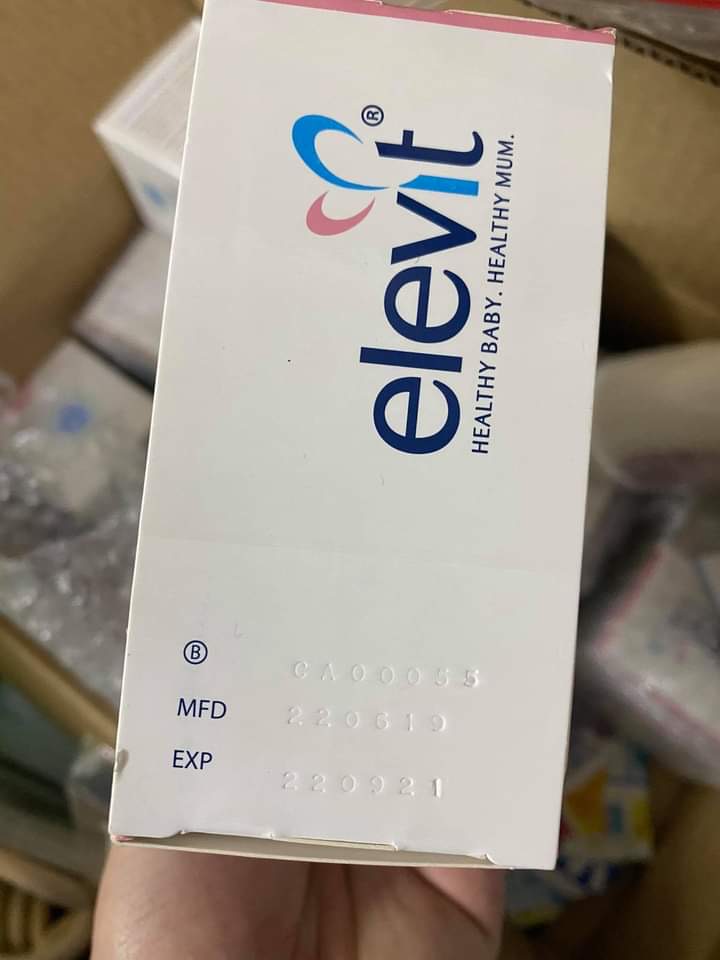 elevit®
HEALTHY BABY. HEALTHY MUM.
Ⓑ CA00055
MFD 220619
EXP 220921